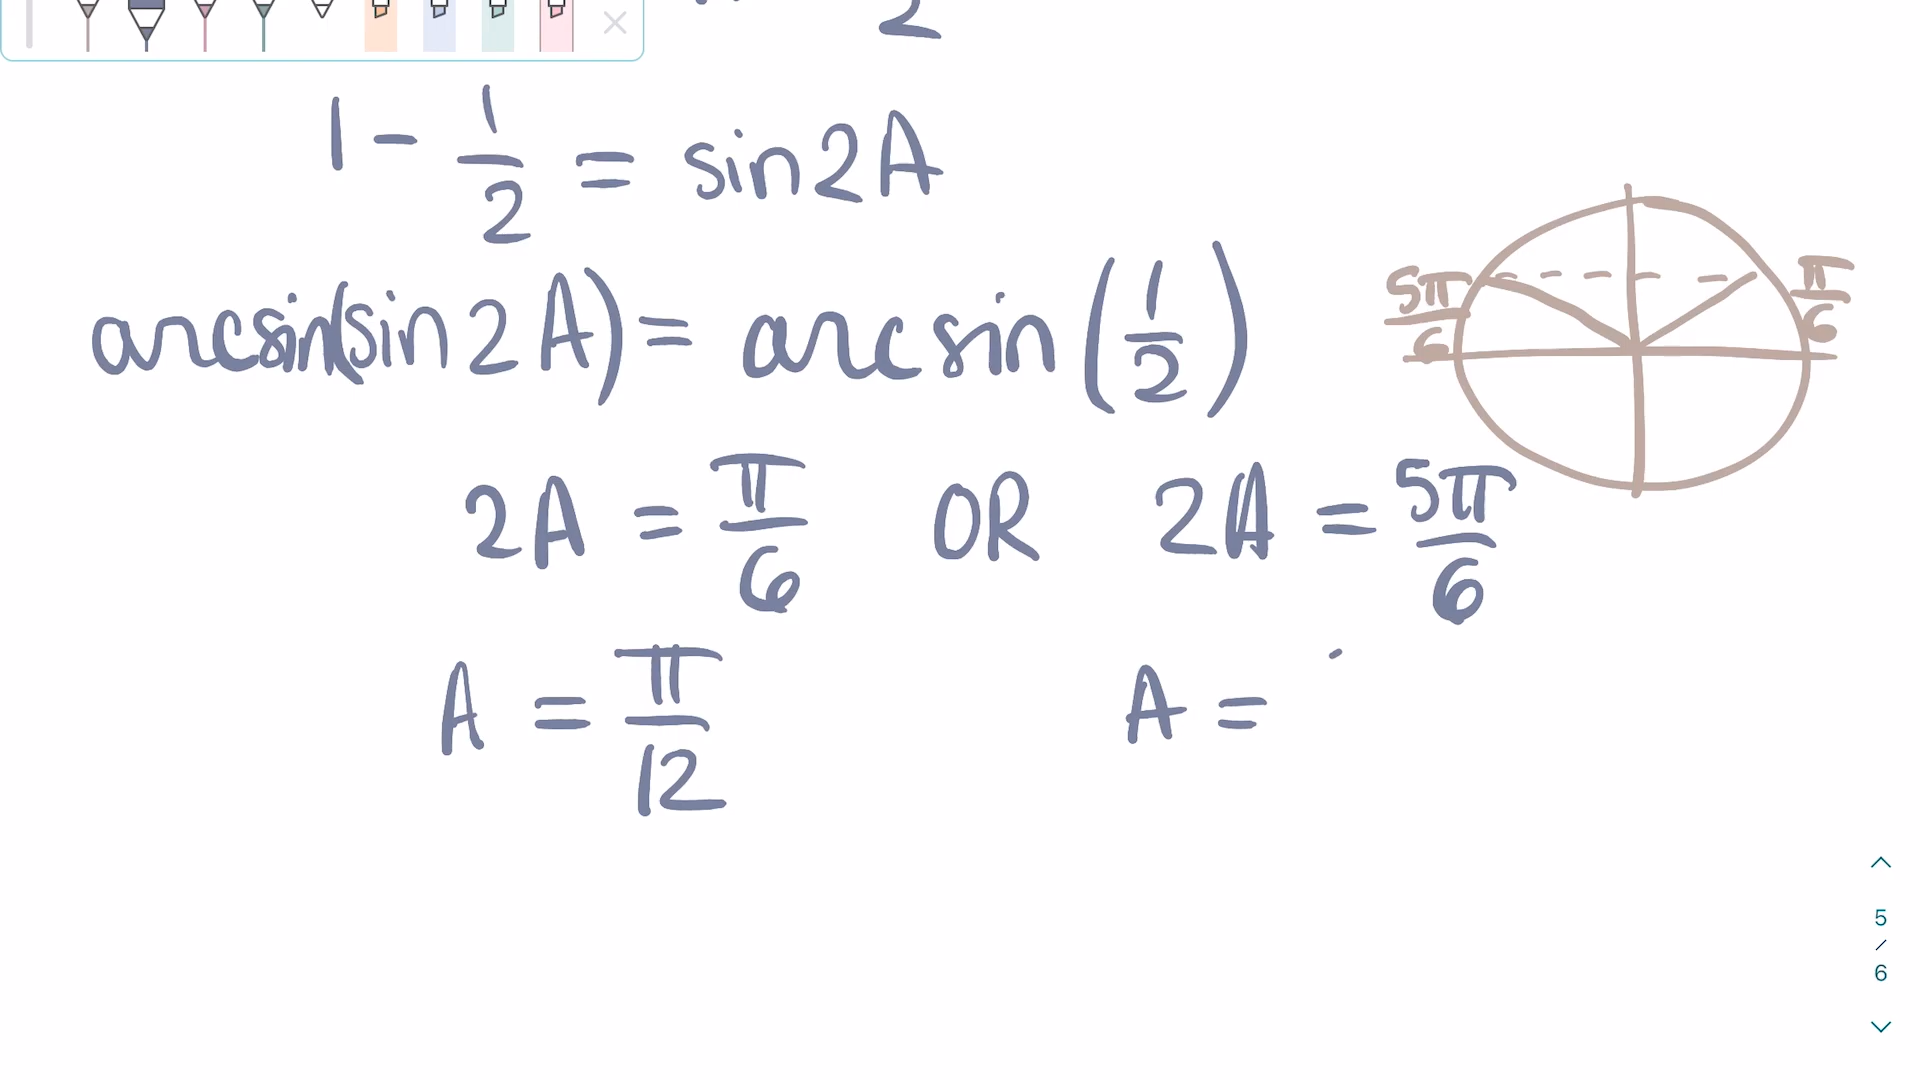 2
1 - 1/2 = sin2A
arcsin(sin 2A) = arcsin(1/2)
5π/6
π/6
2A = π/6 OR 2A = 5π/6
A = π/12 A =
5
/
6